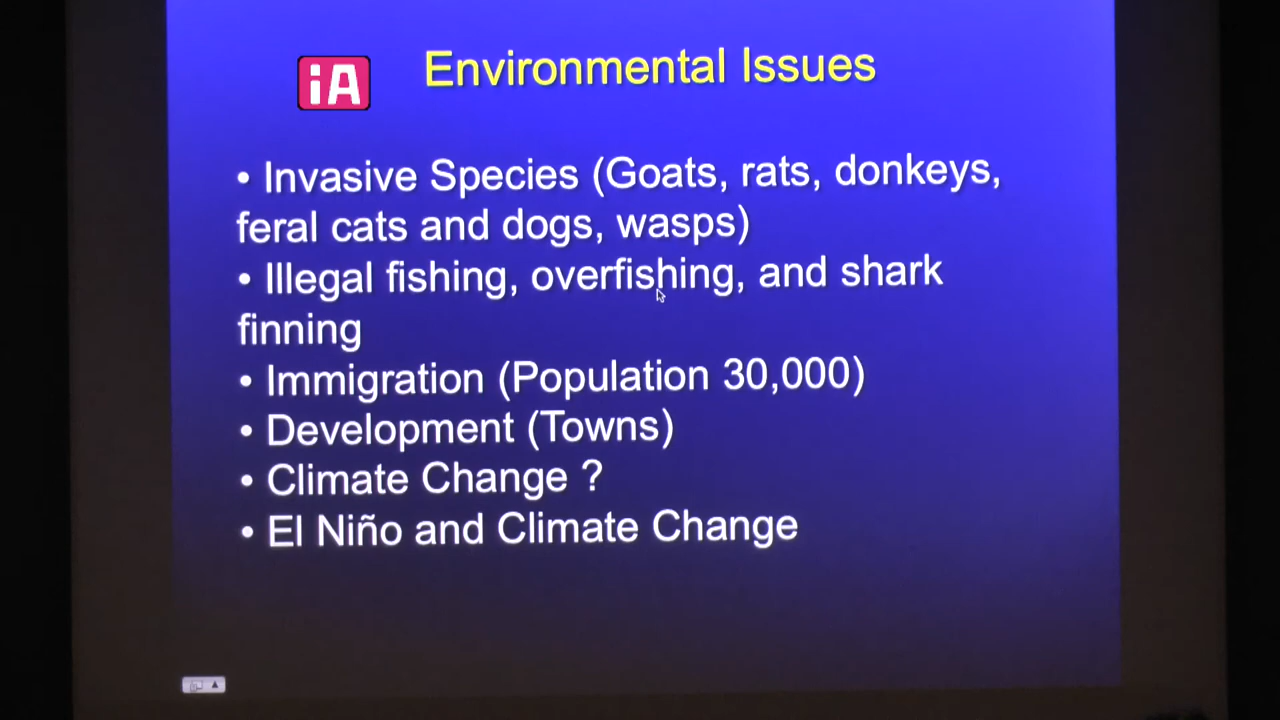 iA
Environmental Issues
• Invasive Species (Goats, rats, donkeys,
feral cats and dogs, wasps)
• Illegal fishing, overfishing, and shark
finning
• Immigration (Population 30,000)
• Development (Towns)
• Climate Change ?
• El Niño and Climate Change